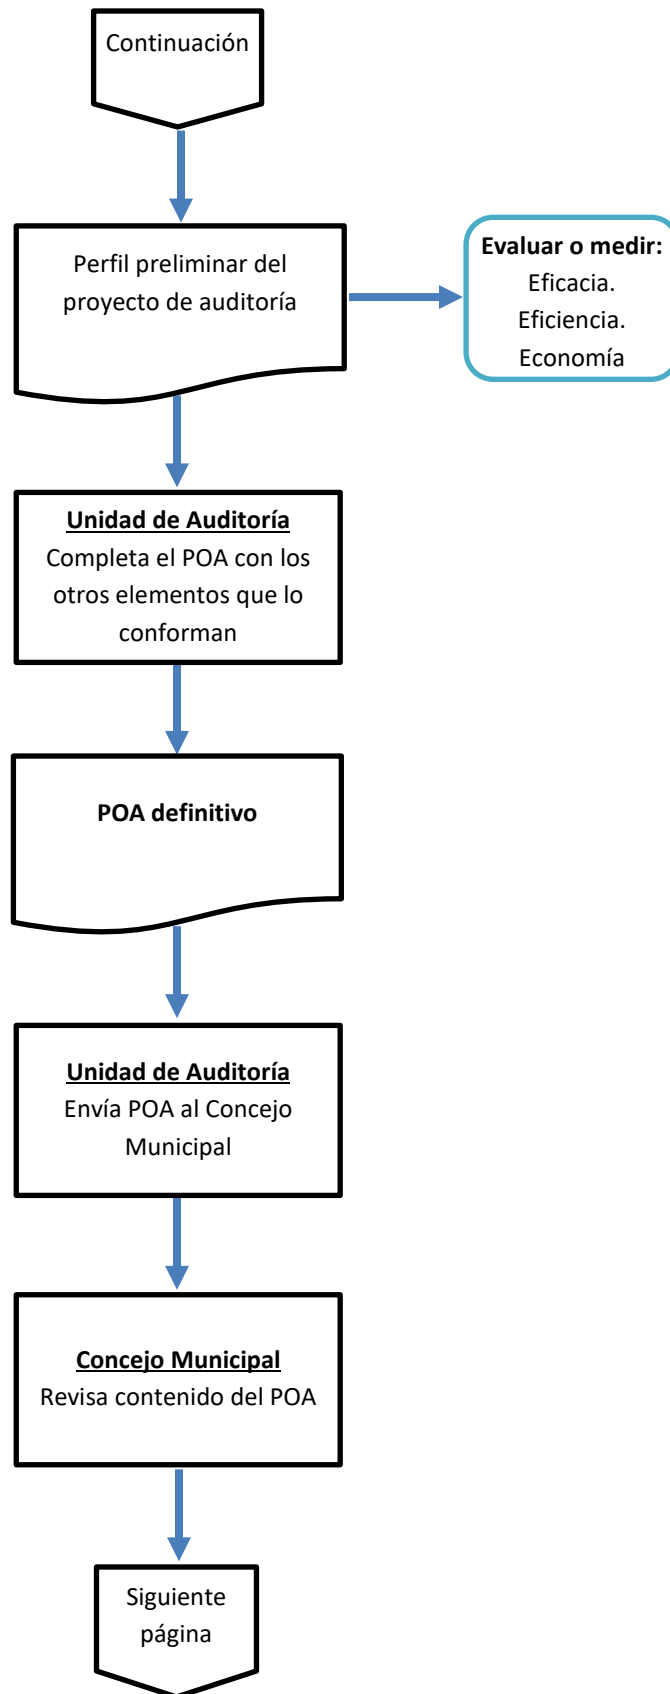 Continuación
Perfil preliminar del
proyecto de auditoría
Evaluar o medir:
Eficacia.
Eficiencia.
Economía
Unidad de Auditoría
Completa el POA con los
otros elementos que lo
conforman
POA definitivo
Unidad de Auditoría
Envía POA al Concejo
Municipal
Concejo Municipal
Revisa contenido del POA
Siguiente
página